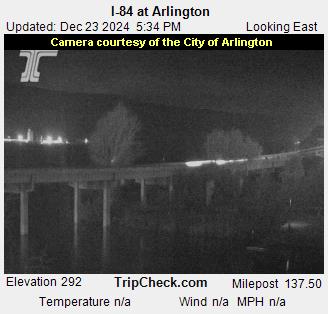 I-84 at Arlington
Updated: Dec 23 2024 5:34 PM Looking East
Camera courtesy of the City of Arlington
Elevation 292 TripCheck.com Milepost 137.50
Temperature n/a Wind n/a MPH n/a